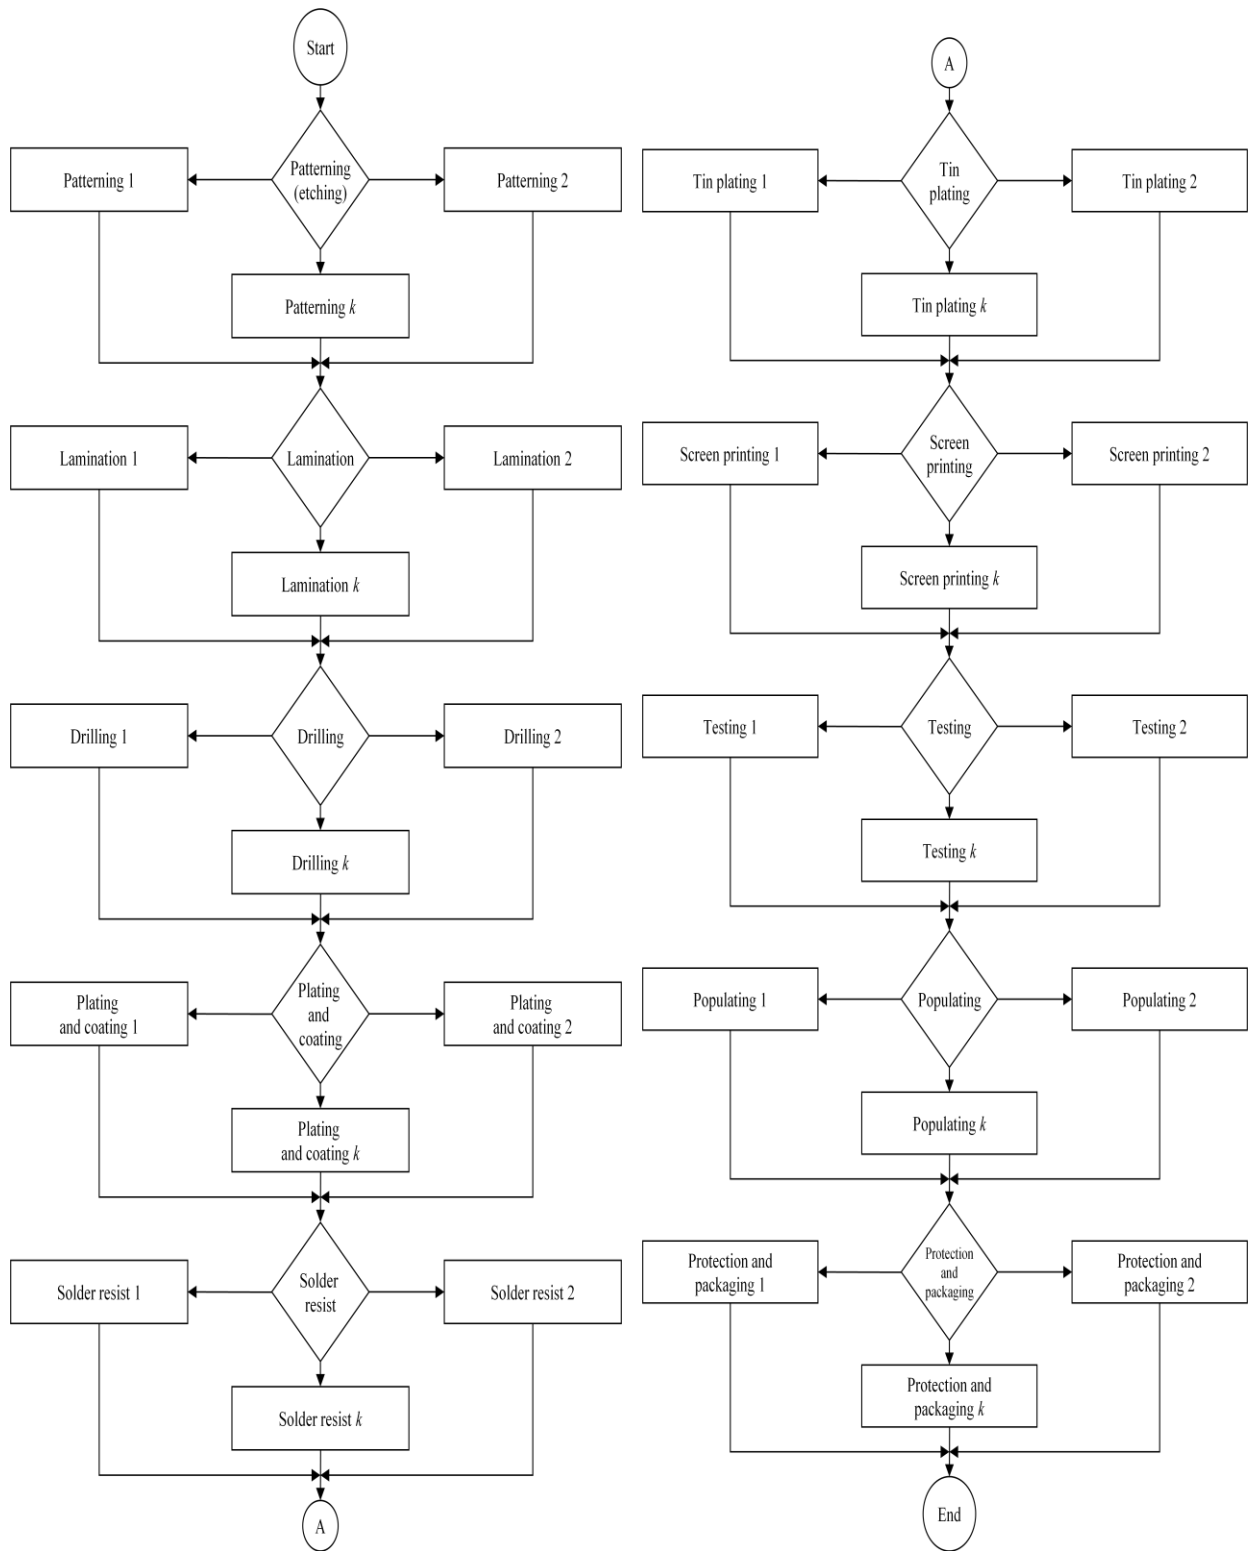 Start
Patterning 1
Patterning
(etching)
Patterning 2
Patterning k
Lamination 1
Lamination
Lamination 2
Lamination k
Drilling 1
Drilling
Drilling 2
Drilling k
Plating
and coating 1
Plating
and
coating
Plating
and coating 2
Plating
and coating k
Solder resist 1
Solder
resist
Solder resist 2
Solder resist k
A
A
Tin plating 1
Tin
plating
Tin plating 2
Tin plating k
Screen printing 1
Screen
printing
Screen printing 2
Screen printing k
Testing 1
Testing
Testing 2
Testing k
Populating 1
Populating
Populating 2
Populating k
Protection and
packaging 1
Protection
and
packaging
Protection and
packaging 2
Protection and
packaging k
End